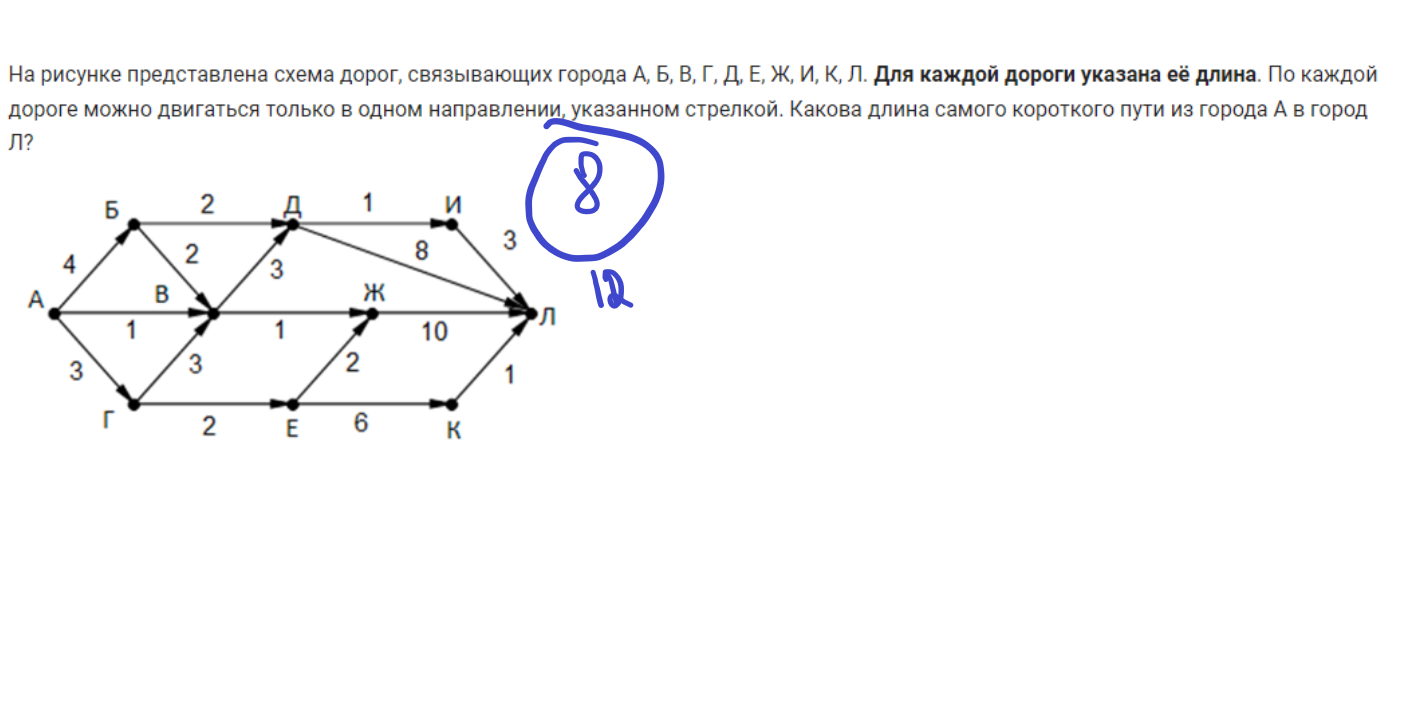 На рисунке представлена схема дорог, связывающих города А, Б, В, Г, Д, Е, Ж, И, К, Л. Для каждой дороги указана её длина. По каждой
дороге можно двигаться только в одном направлении, указанном стрелкой. Какова длина самого короткого пути из города А в город
Л?
8
Б 2 Д 1 И
4 2 3 8 3
12
А В Ж Л
1 1 10
3 3 2 1
Г 2 Е 6 К